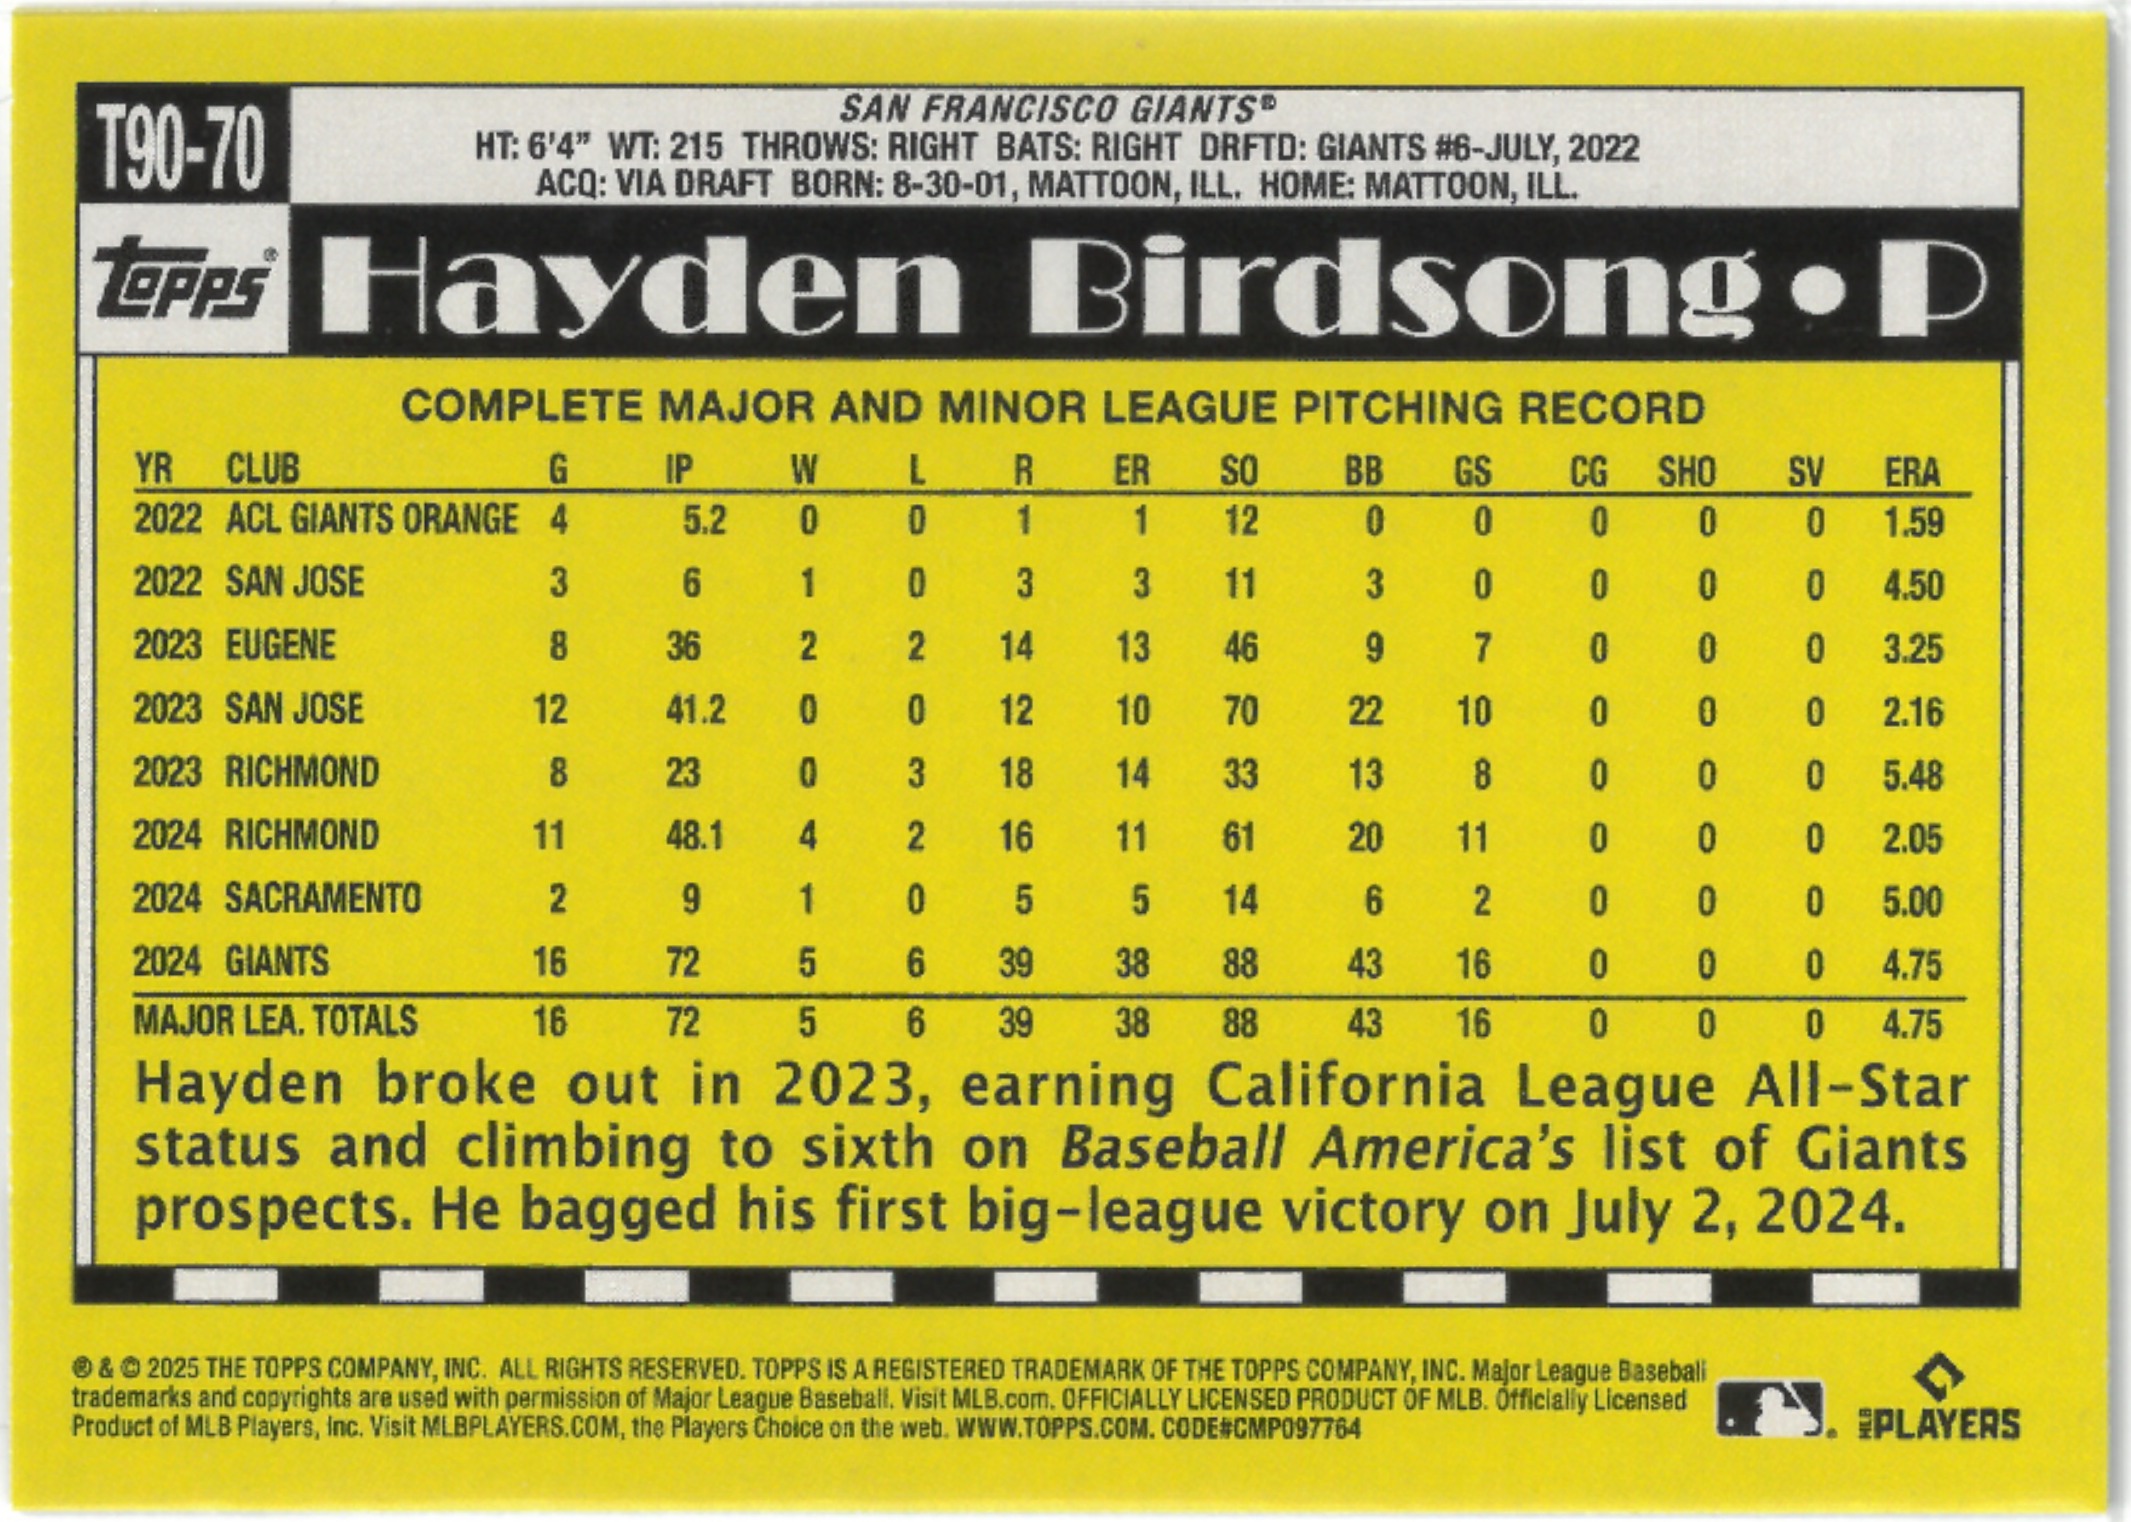 T90-70
SAN FRANCISCO GIANTS®
HT: 6'4" WT: 215 THROWS: RIGHT BATS: RIGHT DRFTD: GIANTS #6-JULY, 2022
ACQ: VIA DRAFT BORN: 8-30-01, MATTOON, ILL. HOME: MATTOON, ILL.
topps®
Hayden Birdsong • P
COMPLETE MAJOR AND MINOR LEAGUE PITCHING RECORD
YR CLUB G IP W L R ER SO BB GS CG SHO SV ERA
2022 ACL GIANTS ORANGE 4 5.2 0 0 1 1 12 0 0 0 0 0 1.59
2022 SAN JOSE 3 6 1 0 3 3 11 3 0 0 0 0 4.50
2023 EUGENE 8 36 2 2 14 13 46 9 7 0 0 0 3.25
2023 SAN JOSE 12 41.2 0 0 12 10 70 22 10 0 0 0 2.16
2023 RICHMOND 8 23 0 3 18 14 33 13 8 0 0 0 5.48
2024 RICHMOND 11 48.1 4 2 16 11 61 20 11 0 0 0 2.05
2024 SACRAMENTO 2 9 1 0 5 5 14 6 2 0 0 0 5.00
2024 GIANTS 16 72 5 6 39 38 88 43 16 0 0 0 4.75
MAJOR LEA. TOTALS 16 72 5 6 39 38 88 43 16 0 0 0 4.75
Hayden broke out in 2023, earning California League All-Star
status and climbing to sixth on Baseball America's list of Giants
prospects. He bagged his first big-league victory on July 2, 2024.
® & © 2025 THE TOPPS COMPANY, INC. ALL RIGHTS RESERVED. TOPPS IS A REGISTERED TRADEMARK OF THE TOPPS COMPANY, INC. Major League Baseball
trademarks and copyrights are used with permission of Major League Baseball. Visit MLB.com. OFFICIALLY LICENSED PRODUCT OF MLB. Officially Licensed
Product of MLB Players, Inc. Visit MLBPLAYERS.COM, the Players Choice on the web. WWW.TOPPS.COM. CODE#CMP097764
MLB PLAYERS